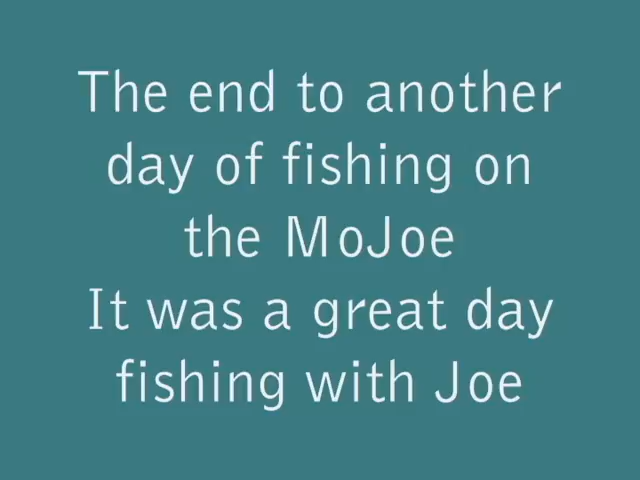 The end to another
day of fishing on
the MoJoe
It was a great day
fishing with Joe